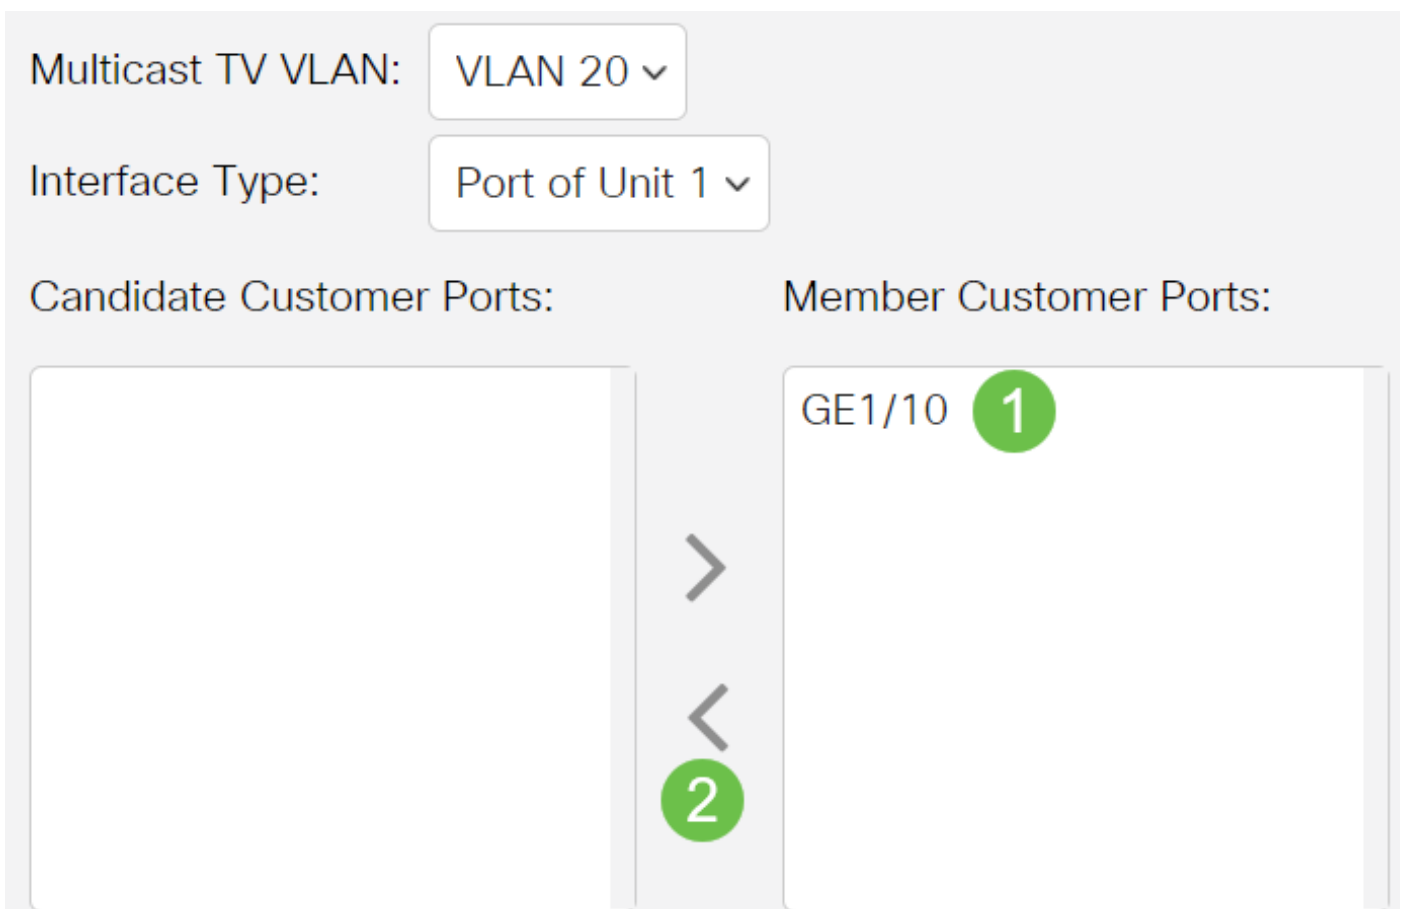 Multicast TV VLAN: VLAN 20
Interface Type: Port of Unit 1
Candidate Customer Ports: Member Customer Ports:
GE1/10 1
2